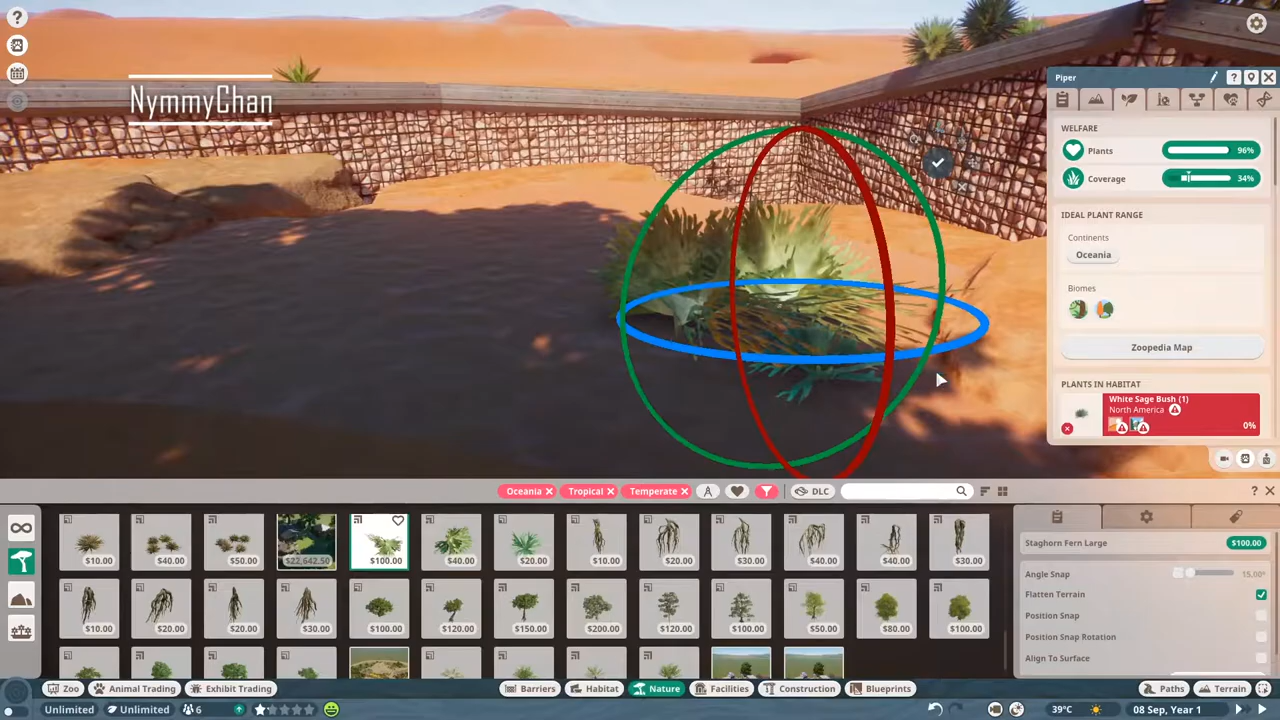 NymmyChan
Piper
WELFARE
Plants 96%
Coverage 34%
IDEAL PLANT RANGE
Continents
Oceania
Biomes
Zoopedia Map
PLANTS IN HABITAT
White Sage Bush (1)
North America
0%
Oceania Tropical Temperate DLC
$10.00 $40.00 $50.00 $22,642.50 $100.00 $40.00 $20.00 $10.00 $20.00 $30.00 $40.00 $40.00 $30.00
$10.00 $20.00 $20.00 $30.00 $100.00 $120.00 $150.00 $200.00 $120.00 $100.00 $50.00 $80.00 $100.00
Staghorn Fern Large $100.00
Angle Snap 15.00°
Flatten Terrain
Position Snap
Position Snap Rotation
Align To Surface
Zoo Animal Trading Exhibit Trading Barriers Habitat Nature Facilities Construction Blueprints Paths Terrain
Unlimited Unlimited 6 39°C 08 Sep, Year 1